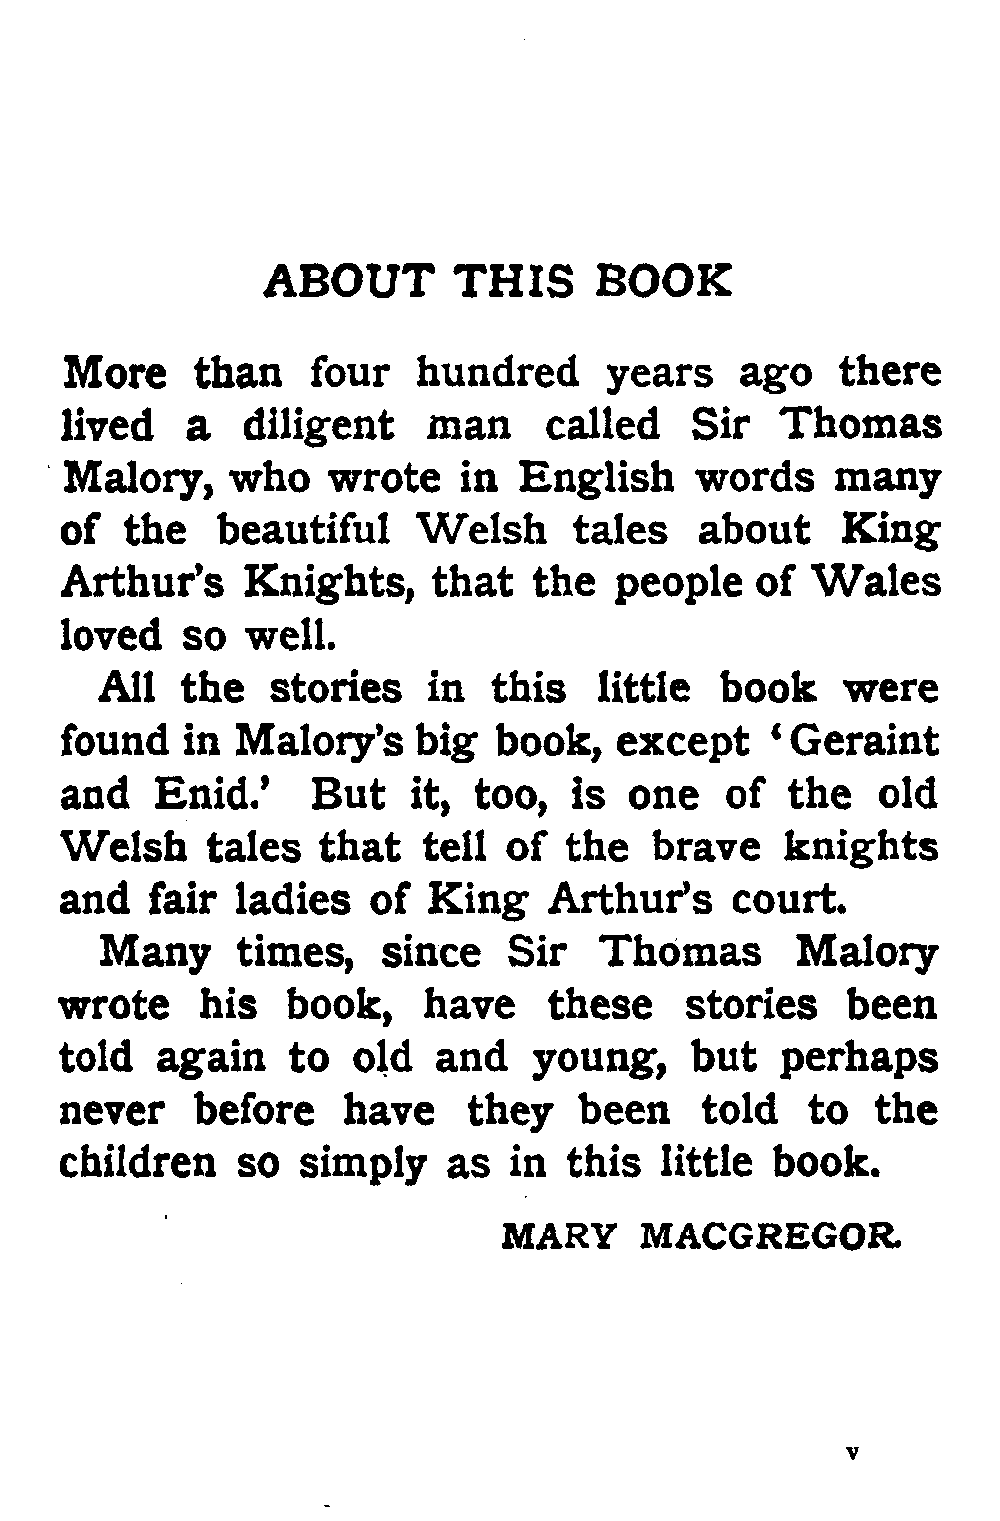 ABOUT THIS BOOK
More than four hundred years ago there
lived a diligent man called Sir Thomas
Malory, who wrote in English words many
of the beautiful Welsh tales about King
Arthur's Knights, that the people of Wales
loved so well.
All the stories in this little book were
found in Malory's big book, except ‘Geraint
and Enid.’ But it, too, is one of the old
Welsh tales that tell of the brave knights
and fair ladies of King Arthur's court.
Many times, since Sir Thomas Malory
wrote his book, have these stories been
told again to old and young, but perhaps
never before have they been told to the
children so simply as in this little book.
MARY MACGREGOR.
v